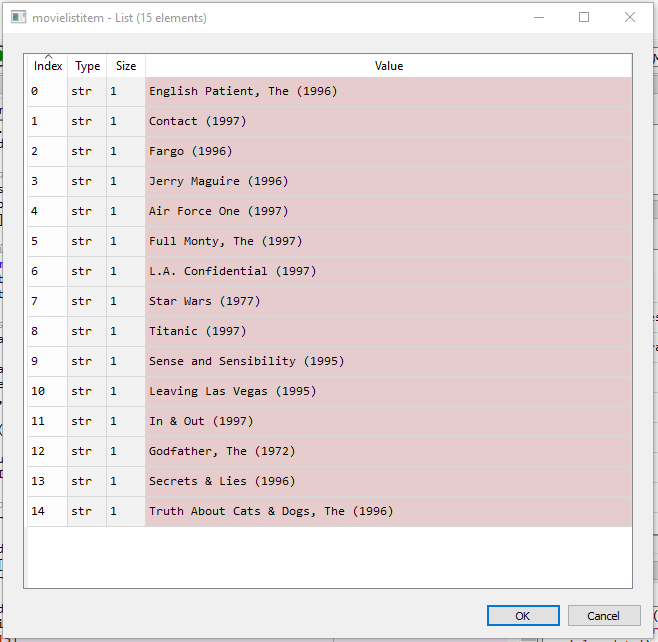 movielistitem - List (15 elements)
Index Type Size Value
0 str 1 English Patient, The (1996)
1 str 1 Contact (1997)
2 str 1 Fargo (1996)
3 str 1 Jerry Maguire (1996)
4 str 1 Air Force One (1997)
5 str 1 Full Monty, The (1997)
6 str 1 L.A. Confidential (1997)
7 str 1 Star Wars (1977)
8 str 1 Titanic (1997)
9 str 1 Sense and Sensibility (1995)
10 str 1 Leaving Las Vegas (1995)
11 str 1 In & Out (1997)
12 str 1 Godfather, The (1972)
13 str 1 Secrets & Lies (1996)
14 str 1 Truth About Cats & Dogs, The (1996)
OK Cancel